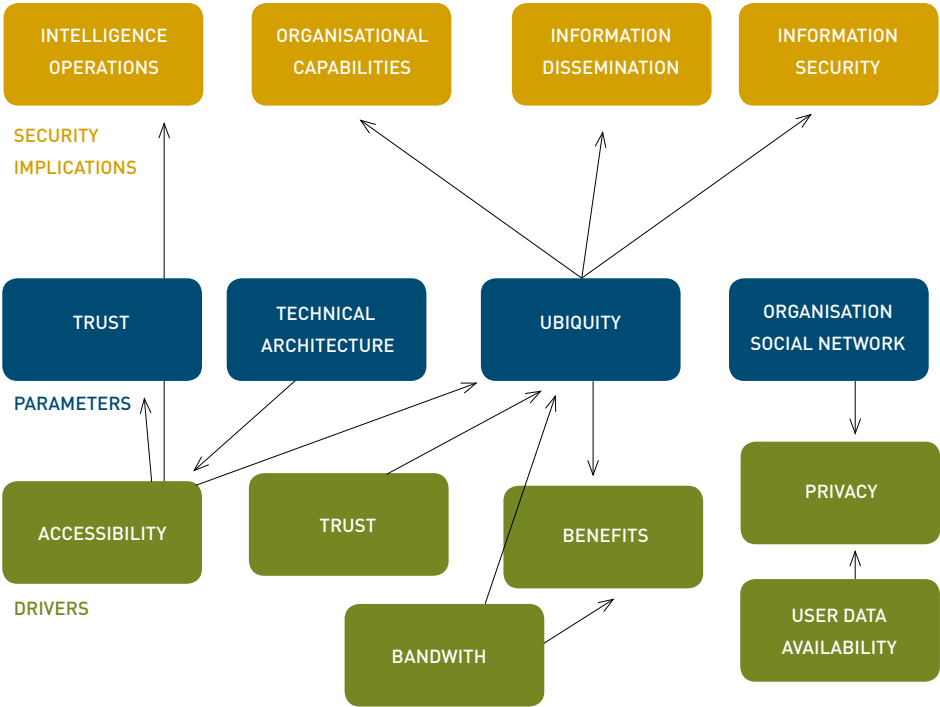 INTELLIGENCE
OPERATIONS
ORGANISATIONAL
CAPABILITIES
INFORMATION
DISSEMINATION
INFORMATION
SECURITY
SECURITY
IMPLICATIONS
TRUST
TECHNICAL
ARCHITECTURE
UBIQUITY
ORGANISATION
SOCIAL NETWORK
PARAMETERS
ACCESSIBILITY
TRUST
BENEFITS
PRIVACY
DRIVERS
BANDWITH
USER DATA
AVAILABILITY